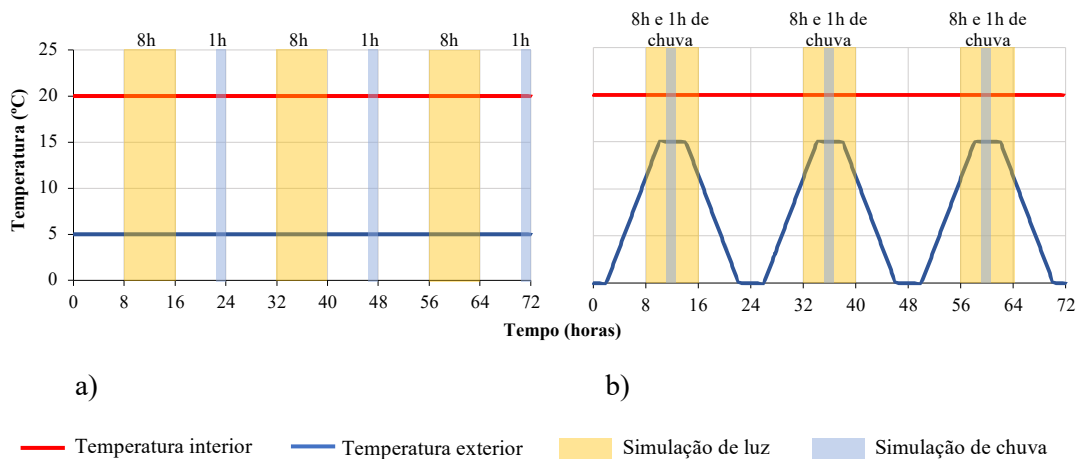 8h 1h 8h 1h 8h 1h
8h e 1h de chuva
8h e 1h de chuva
8h e 1h de chuva
Temperatura (ºC)
25
20
15
10
5
0
0 8 16 24 32 40 48 56 64 72
0 8 16 24 32 40 48 56 64 72
Tempo (horas)
a)
b)
Temperatura interior
Temperatura exterior
Simulação de luz
Simulação de chuva